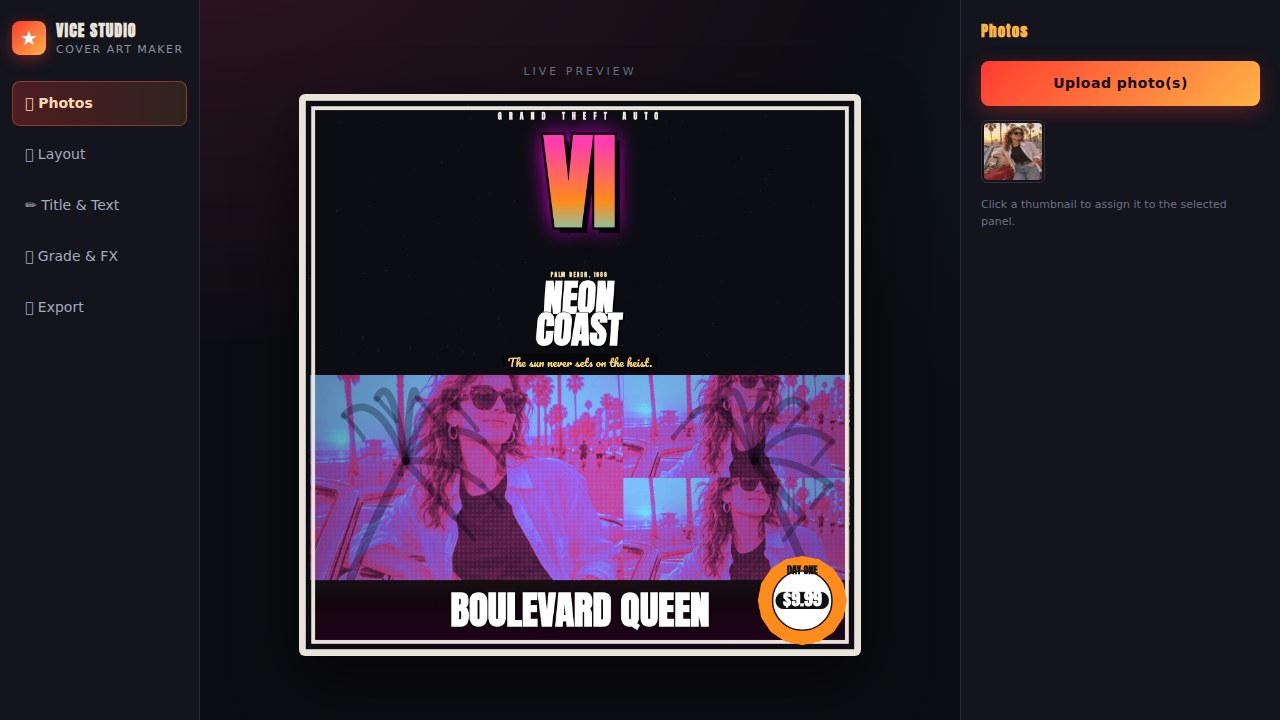 VICE STUDIO
COVER ART MAKER
Photos
Layout
Title & Text
Grade & FX
Export
LIVE PREVIEW
GRAND THEFT AUTO
VI
PALM BEACH, 1986
NEON
COAST
The sun never sets on the heist.
BOULEVARD QUEEN
DAY ONE
$9.99
Photos
Upload photo(s)
Click a thumbnail to assign it to the selected
panel.